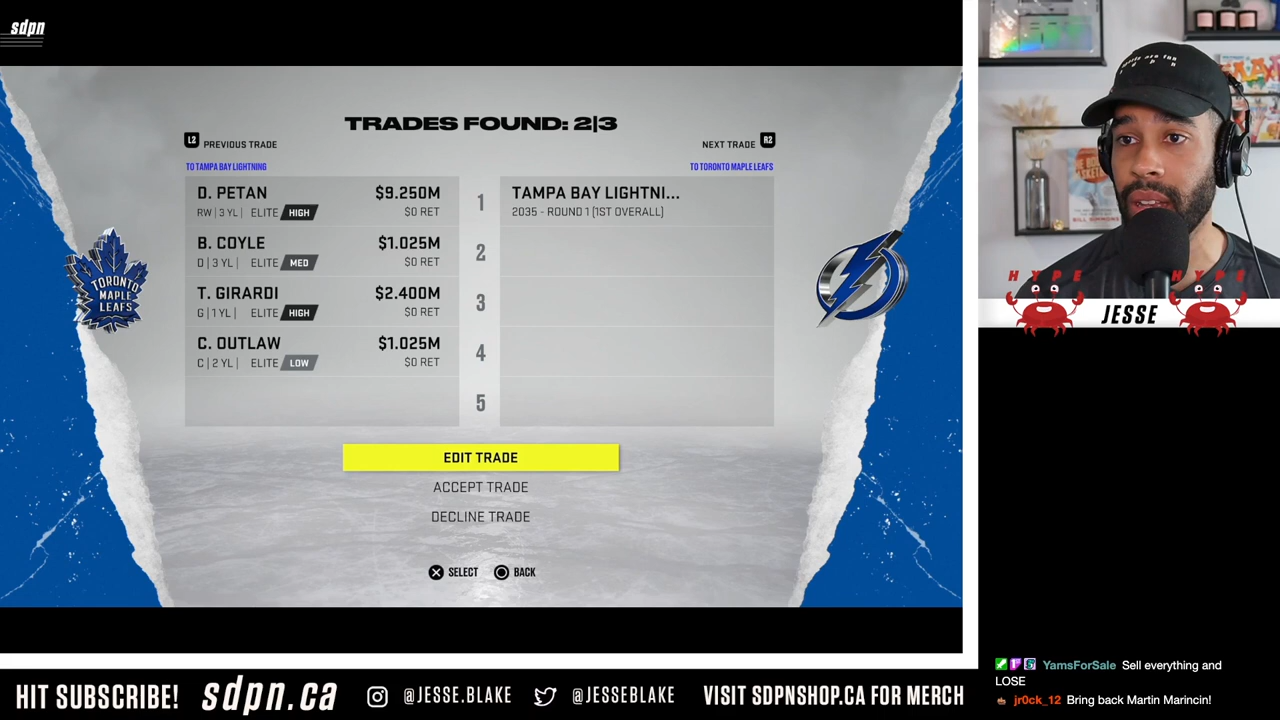 sdpn
TRADES FOUND: 2|3
L2 PREVIOUS TRADE
NEXT TRADE R2
TO TAMPA BAY LIGHTNING
TO TORONTO MAPLE LEAFS
D. PETAN $9.250M
RW | 3 YL | ELITE HIGH $0 RET
B. COYLE $1.025M
D | 3 YL | ELITE MED $0 RET
T. GIRARDI $2.400M
G | 1 YL | ELITE HIGH $0 RET
C. OUTLAW $1.025M
C | 2 YL | ELITE LOW $0 RET
1
2
3
4
5
TAMPA BAY LIGHTNI...
2035 - ROUND 1 (1ST OVERALL)
TORONTO
MAPLE
LEAFS
EDIT TRADE
ACCEPT TRADE
DECLINE TRADE
SELECT BACK
HYPE HYPE
JESSE
YamsForSale Sell everything and
LOSE
jr0ck_12 Bring back Martin Marincin!
HIT SUBSCRIBE! sdpn.ca @JESSE.BLAKE @JESSEBLAKE VISIT SDPNSHOP.CA FOR MERCH